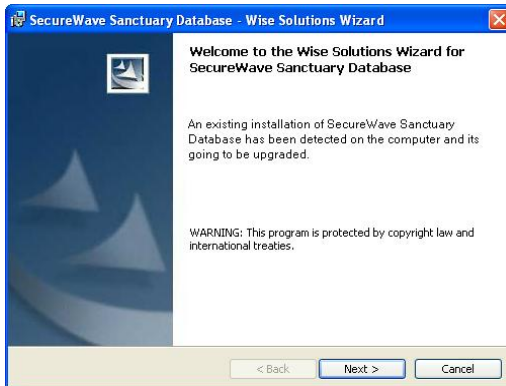 SecureWave Sanctuary Database - Wise Solutions Wizard
Welcome to the Wise Solutions Wizard for
SecureWave Sanctuary Database
An existing installation of SecureWave Sanctuary
Database has been detected on the computer and its
going to be upgraded.
WARNING: This program is protected by copyright law and
international treaties.
< Back
Next >
Cancel